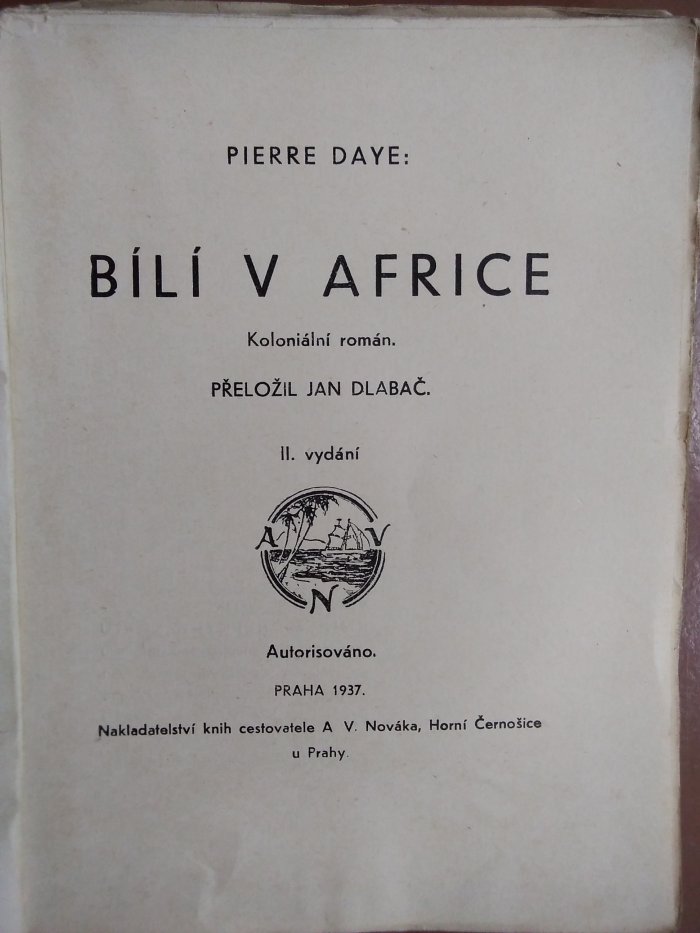 PIERRE DAYE:
BÍLÍ V AFRICE
Koloniální román.
PŘELOŽIL JAN DLABAČ.
II. vydání
A V
N
Autorisováno.
PRAHA 1937.
Nakladatelství knih cestovatele A V. Nováka, Horní Černošice
u Prahy.